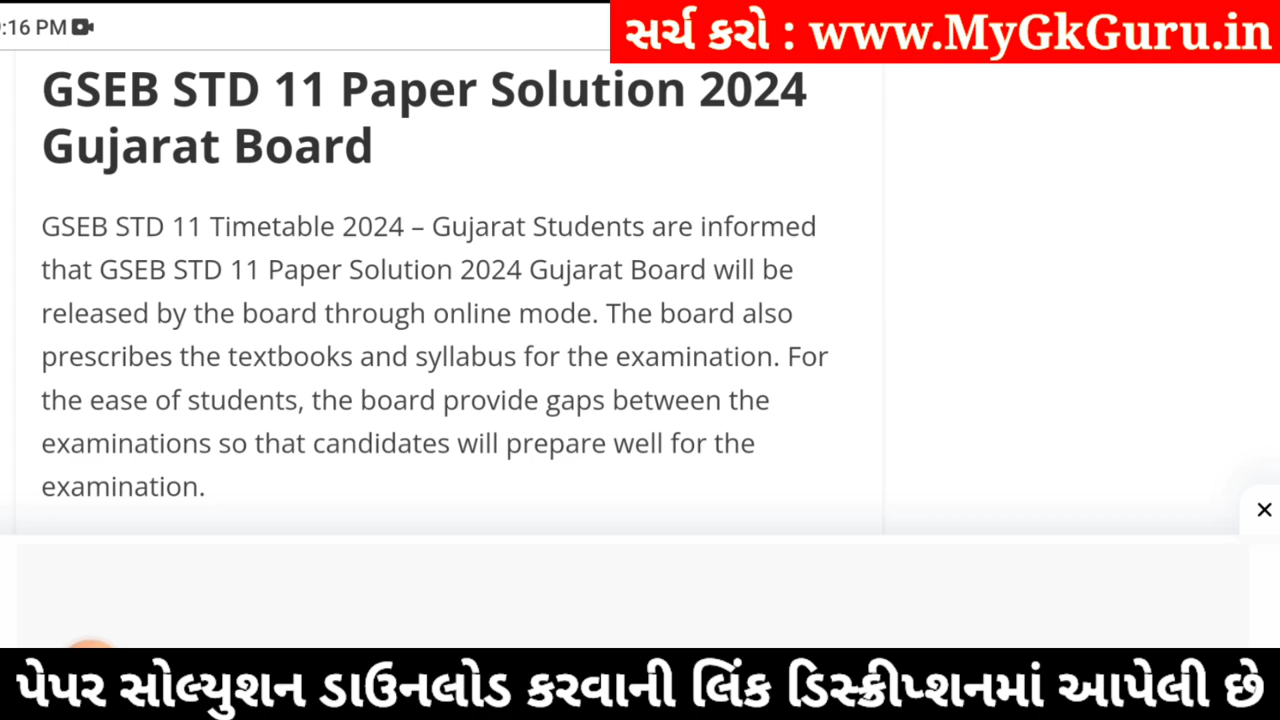 :16 PM
સર્ચ કરો : www.MyGkGuru.in
GSEB STD 11 Paper Solution 2024
Gujarat Board
GSEB STD 11 Timetable 2024 – Gujarat Students are informed
that GSEB STD 11 Paper Solution 2024 Gujarat Board will be
released by the board through online mode. The board also
prescribes the textbooks and syllabus for the examination. For
the ease of students, the board provide gaps between the
examinations so that candidates will prepare well for the
examination.
પેપર સોલ્યુશન ડાઉનલોડ કરવાની લિંક ડિસ્ક્રીપ્શનમાં આપેલી છે